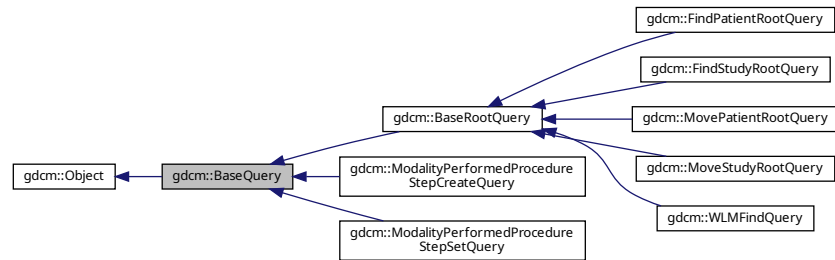 gdcm::FindPatientRootQuery
gdcm::FindStudyRootQuery
gdcm::BaseRootQuery
gdcm::MovePatientRootQuery
gdcm::MoveStudyRootQuery
gdcm::Object
gdcm::BaseQuery
gdcm::ModalityPerformedProcedure
StepCreateQuery
gdcm::WLMFindQuery
gdcm::ModalityPerformedProcedure
StepSetQuery